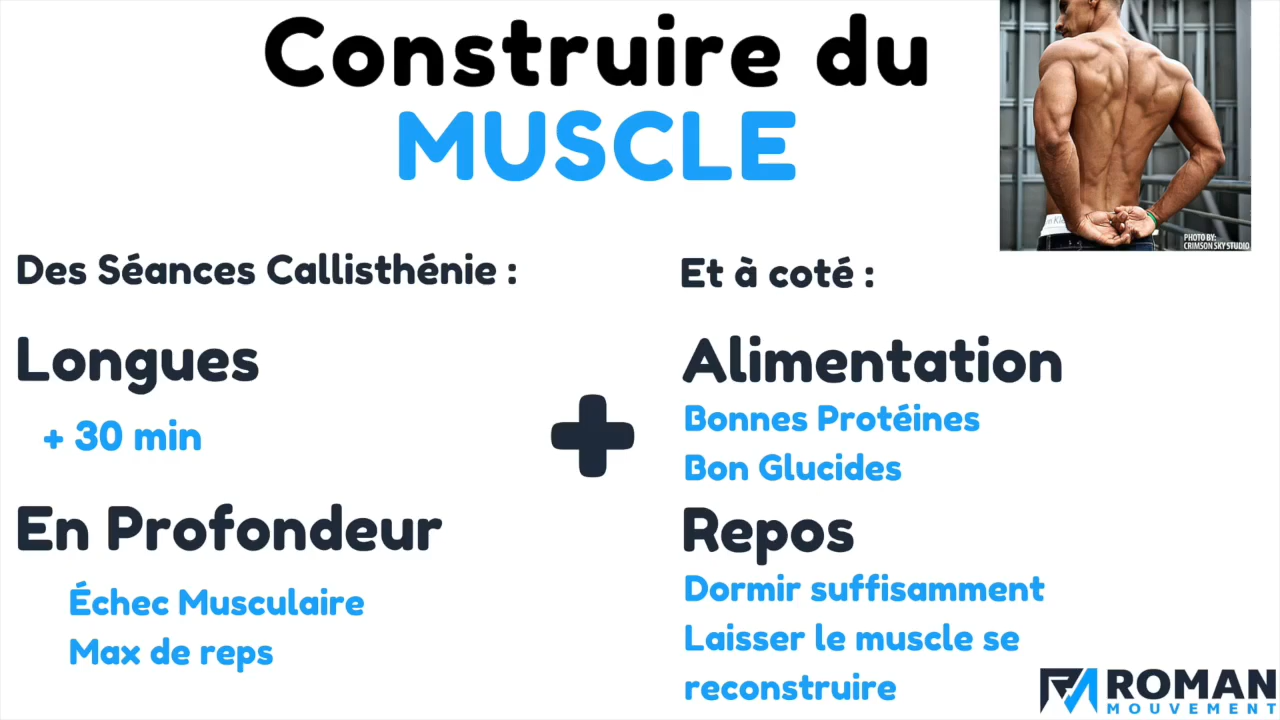 Construire du
MUSCLE
PHOTO BY:
CRIMSON SKY STUDIO
Des Séances Callisthénie :
Longues
+ 30 min
En Profondeur
Échec Musculaire
Max de reps
+
Et à coté :
Alimentation
Bonnes Protéines
Bon Glucides
Repos
Dormir suffisamment
Laisser le muscle se
reconstruire
ROMAN
MOUVEMENT